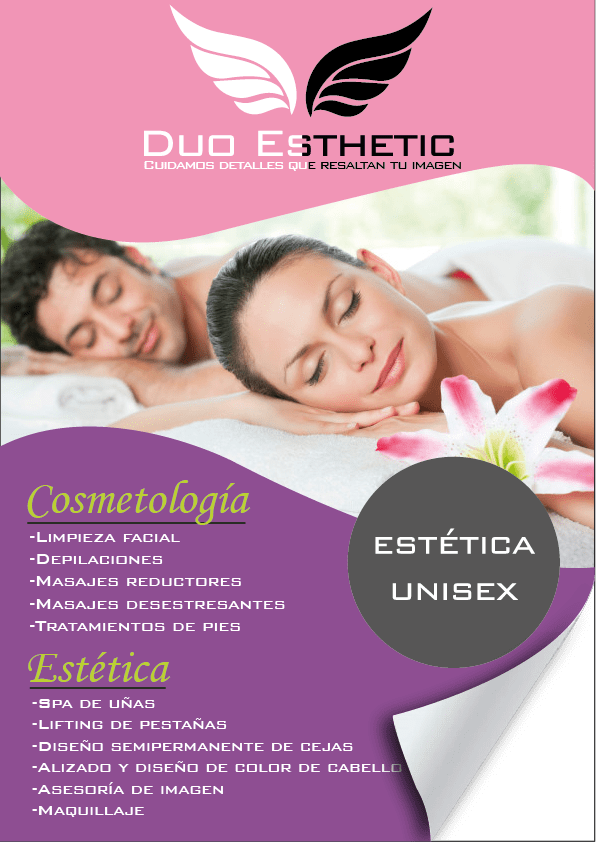 Duo Esthetic
Cuidamos detalles que resaltan tu imagen
ESTÉTICA
UNISEX
Cosmetología
-Limpieza facial
-Depilaciones
-Masajes reductores
-Masajes desestresantes
-Tratamientos de pies
Estética
-Spa de uñas
-Lifting de pestañas
-Diseño semipermanente de cejas
-Alizado y diseño de color de cabello
-Asesoría de imagen
-Maquillaje